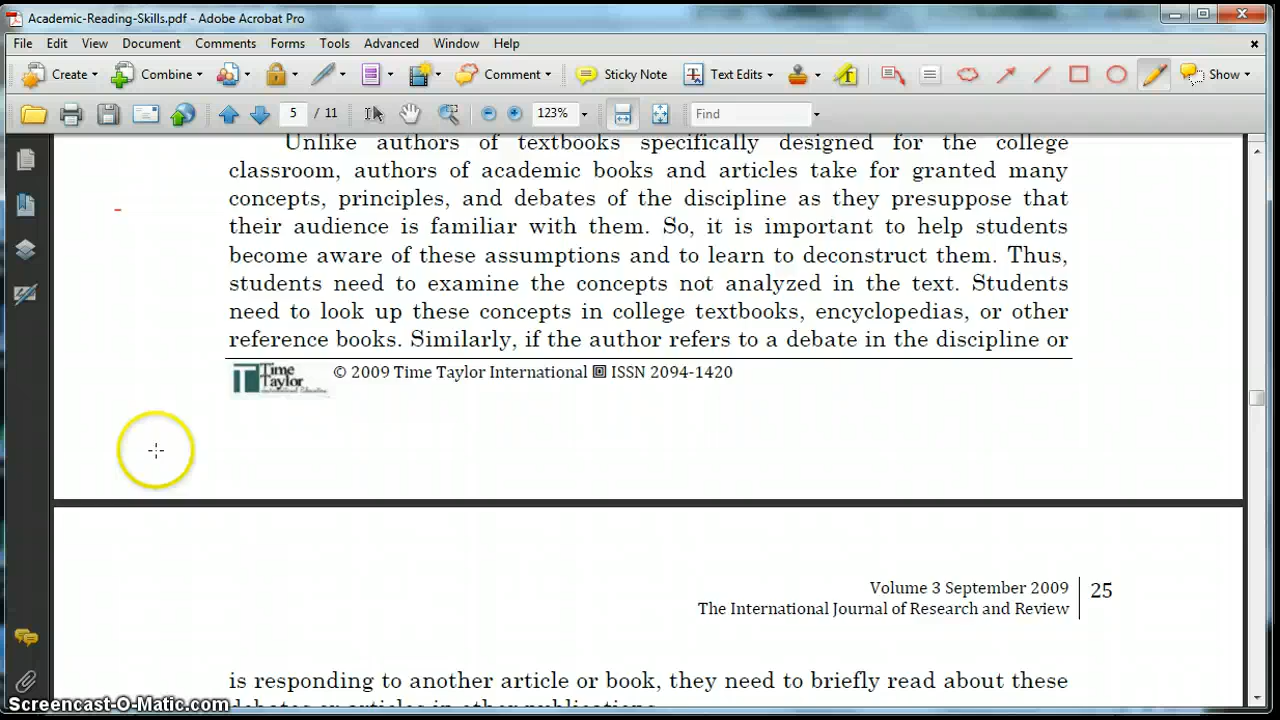 Academic-Reading-Skills.pdf - Adobe Acrobat Pro
File Edit View Document Comments Forms Tools Advanced Window Help
Create Combine Comment Sticky Note Text Edits Show
5 / 11 123% Find
Unlike authors of textbooks specifically designed for the college
classroom, authors of academic books and articles take for granted many
concepts, principles, and debates of the discipline as they presuppose that
their audience is familiar with them. So, it is important to help students
become aware of these assumptions and to learn to deconstruct them. Thus,
students need to examine the concepts not analyzed in the text. Students
need to look up these concepts in college textbooks, encyclopedias, or other
reference books. Similarly, if the author refers to a debate in the discipline or
Time
Taylor
© 2009 Time Taylor International ISSN 2094-1420
Volume 3 September 2009
The International Journal of Research and Review
25
is responding to another article or book, they need to briefly read about these
debates or articles in other publications.
Screencast-O-Matic.com